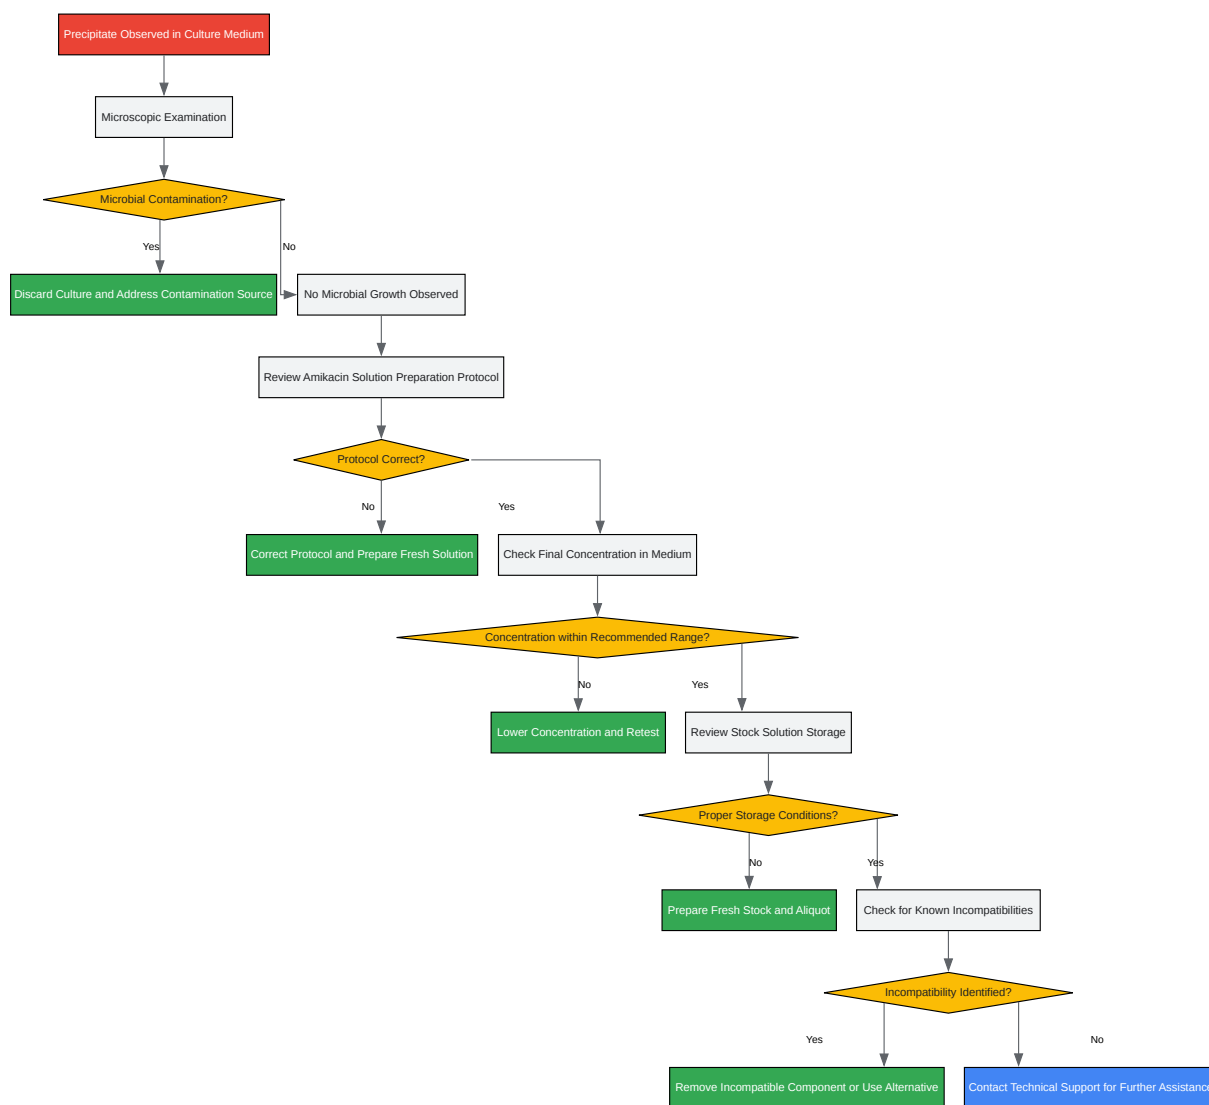 Precipitate Observed in Culture Medium
Microscopic Examination
Microbial Contamination?
Yes
No
Discard Culture and Address Contamination Source
No Microbial Growth Observed
Review Amikacin Solution Preparation Protocol
Protocol Correct?
No
Yes
Correct Protocol and Prepare Fresh Solution
Check Final Concentration in Medium
Concentration within Recommended Range?
No
Yes
Lower Concentration and Retest
Review Stock Solution Storage
Proper Storage Conditions?
No
Yes
Prepare Fresh Stock and Aliquot
Check for Known Incompatibilities
Incompatibility Identified?
Yes
No
Remove Incompatible Component or Use Alternative
Contact Technical Support for Further Assistance